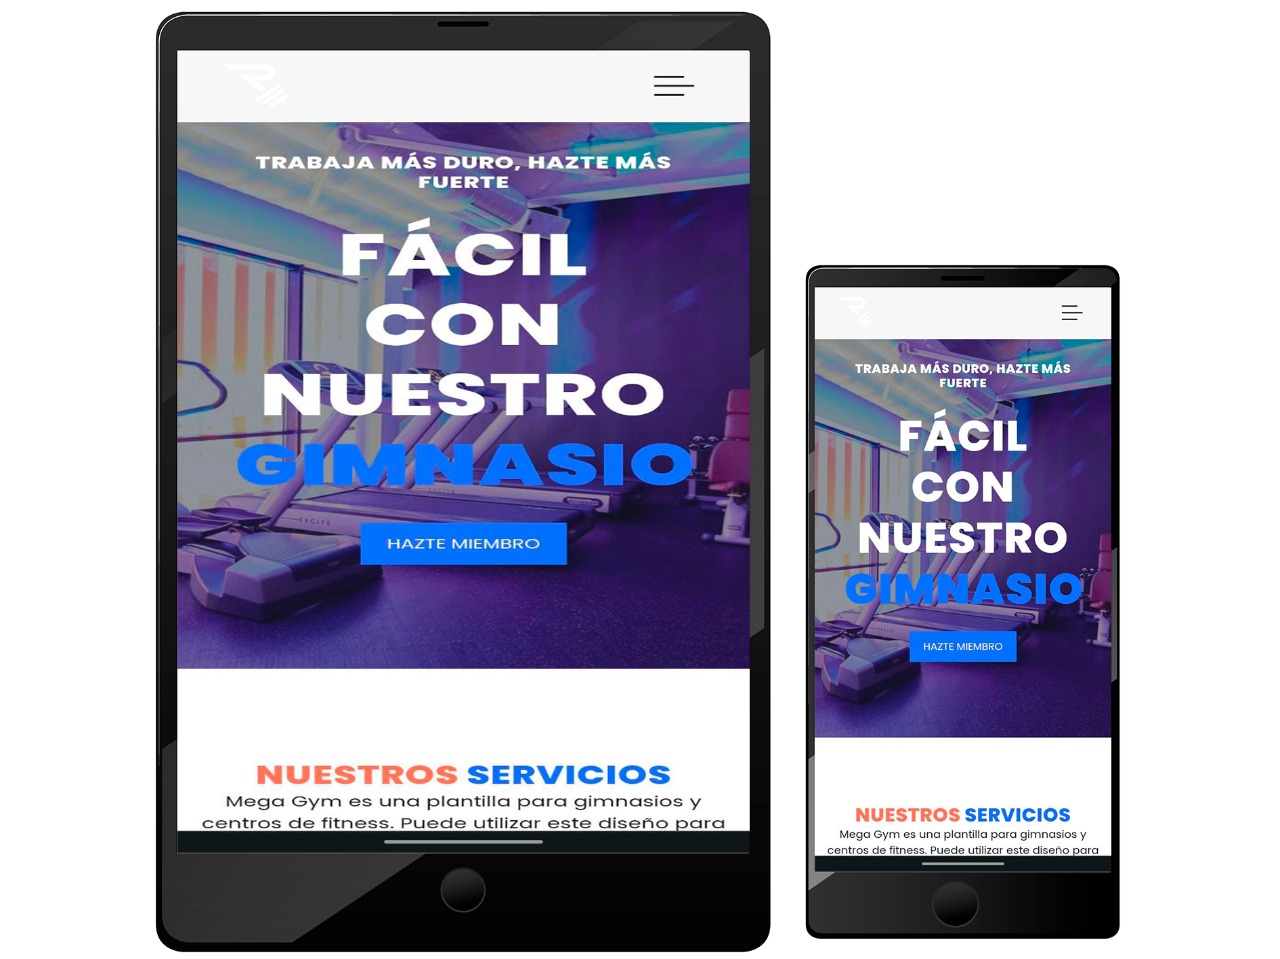 TRABAJA MÁS DURO, HAZTE MÁS
FUERTE
FÁCIL
CON
NUESTRO
GIMNASIO
EXCITE
HAZTE MIEMBRO
NUESTROS SERVICIOS
Mega Gym es una plantilla para gimnasios y
centros de fitness. Puede utilizar este diseño para
TRABAJA MÁS DURO, HAZTE MÁS
FUERTE
FÁCIL
CON
NUESTRO
GIMNASIO
EXCITE
HAZTE MIEMBRO
NUESTROS SERVICIOS
Mega Gym es una plantilla para gimnasios y
centros de fitness. Puede utilizar este diseño para